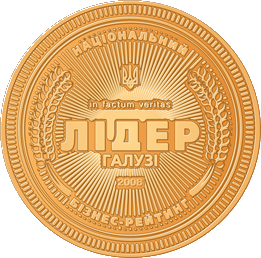 НАЦІОНАЛЬНИЙ
in factum veritas
ЛІДЕР
ГАЛУЗІ
2006
БІЗНЕС-РЕЙТИНГ